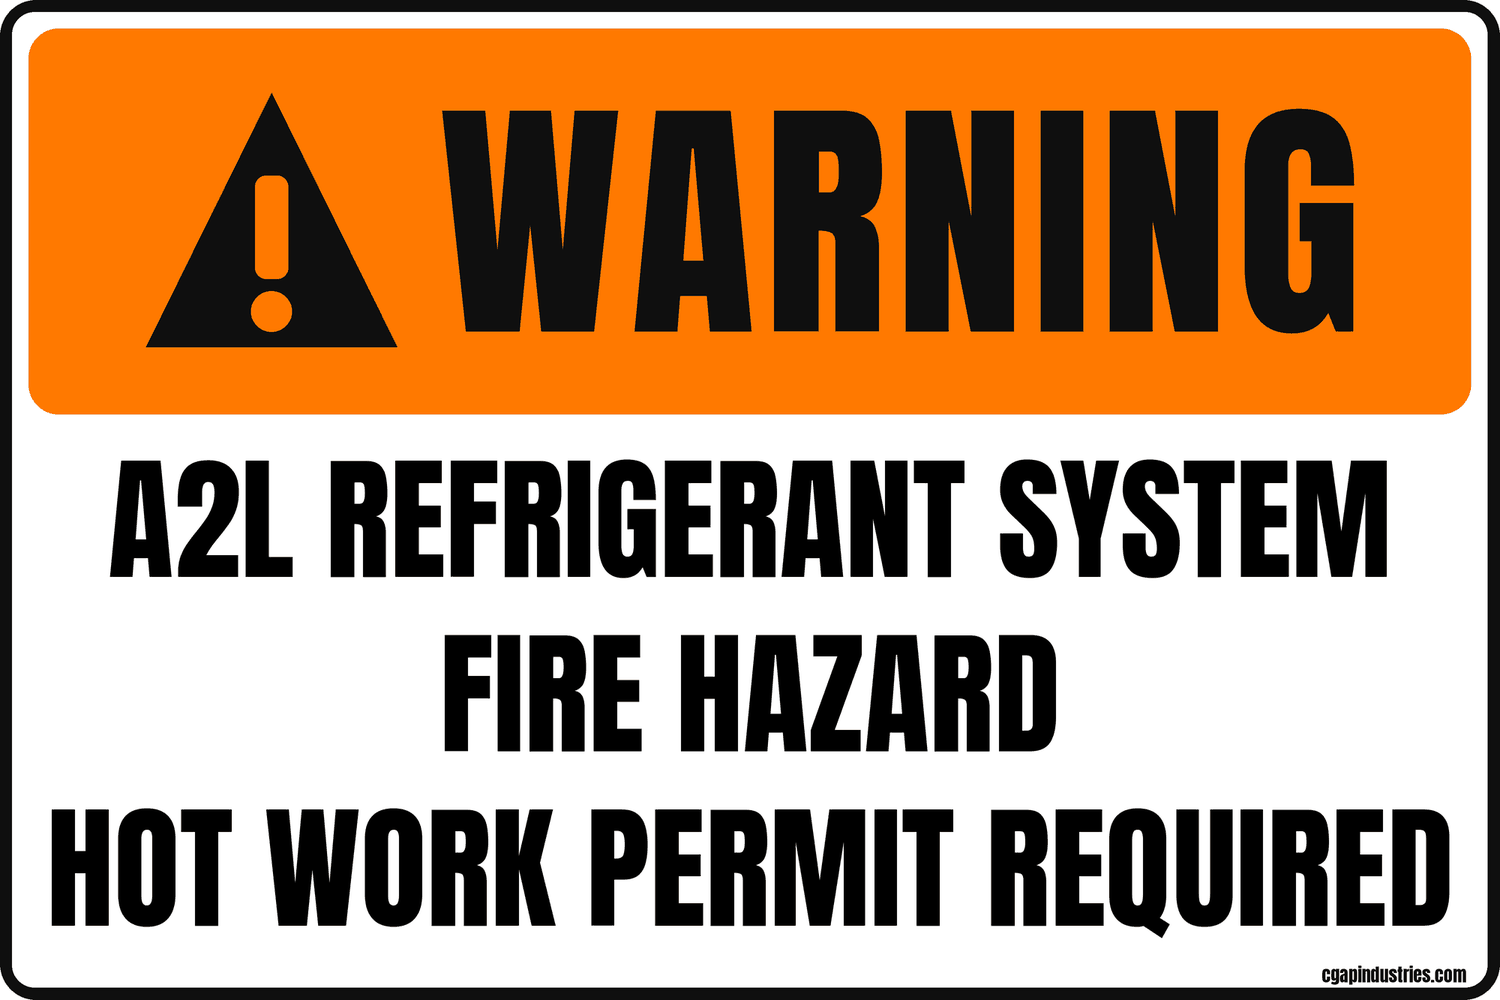 WARNING
A2L REFRIGERANT SYSTEM
FIRE HAZARD
HOT WORK PERMIT REQUIRED
cgapindustries.com